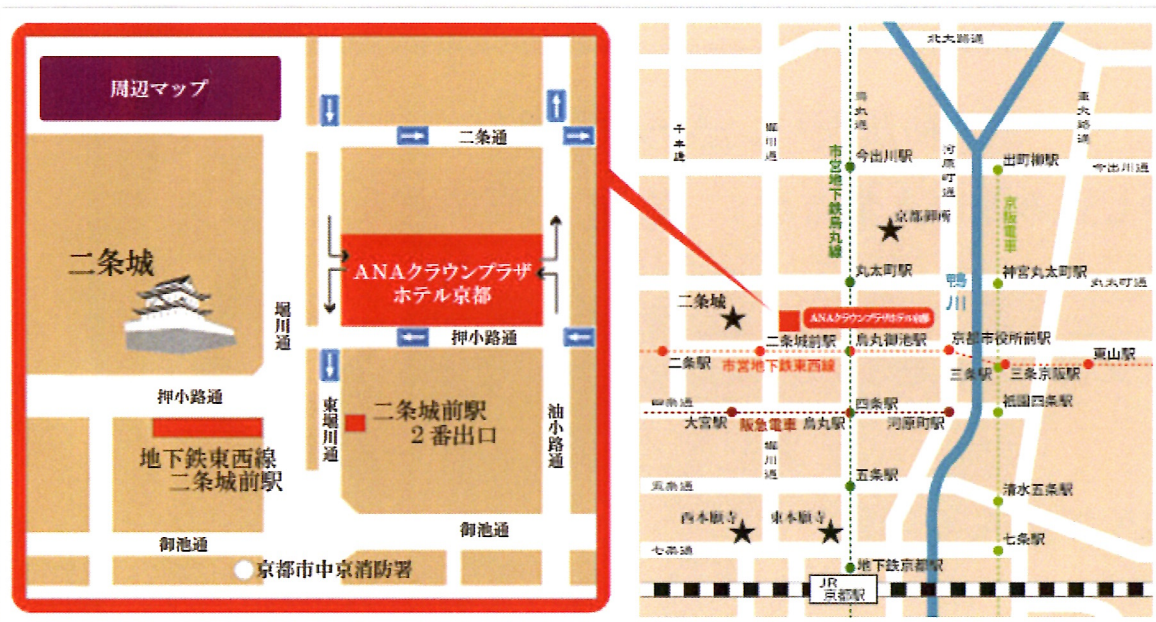 周辺マップ
二条通
二条城
ANAクラウンプラザ
ホテル京都
堀川通
押小路通
押小路通
東堀川通
二条城前駅
2番出口
油小路通
地下鉄東西線
二条城前駅
御池通
御池通
京都市中京消防署
北大路通
烏丸通
東大路通
千本通
堀川通
河原町通
市営地下鉄烏丸線
今出川駅
出町柳駅
今出川通
京都御所
京阪電車
丸太町駅
鴨川
神宮丸太町駅
丸太町通
二条城
ANAクラウンプラザホテル京都
二条城前駅
烏丸御池駅
京都市役所前駅
東山駅
二条駅
市営地下鉄東西線
三条駅
三条京阪駅
四条通
四条駅
祇園四条駅
大宮駅
阪急電車
烏丸駅
河原町駅
堀川通
五条通
五条駅
清水五条駅
西本願寺
東本願寺
七条通
七条駅
地下鉄京都駅
JR
京都駅